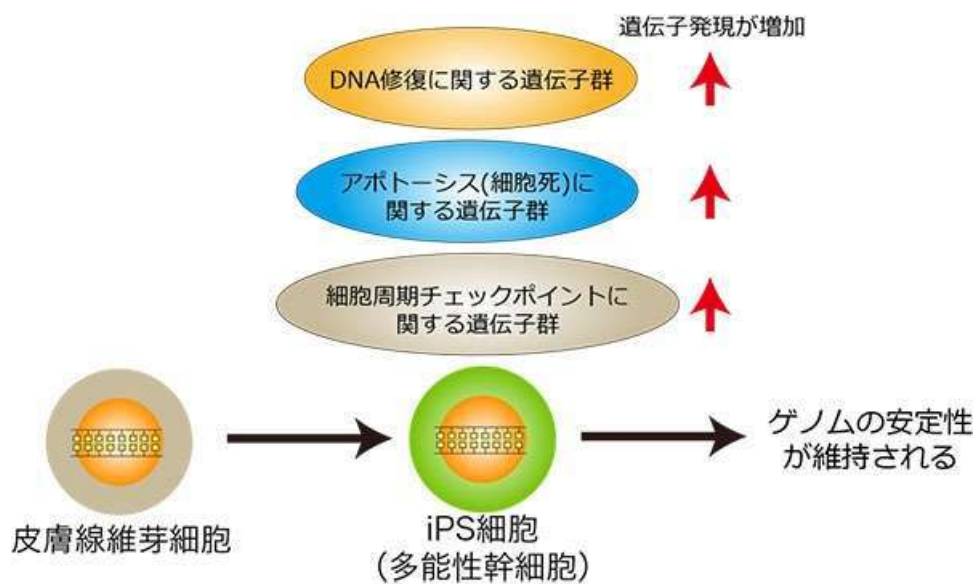 遺伝子発現が増加
DNA修復に関する遺伝子群
アポトーシス(細胞死)に
関する遺伝子群
細胞周期チェックポイントに
関する遺伝子群
皮膚線維芽細胞
iPS細胞
(多能性幹細胞)
ゲノムの安定性
が維持される